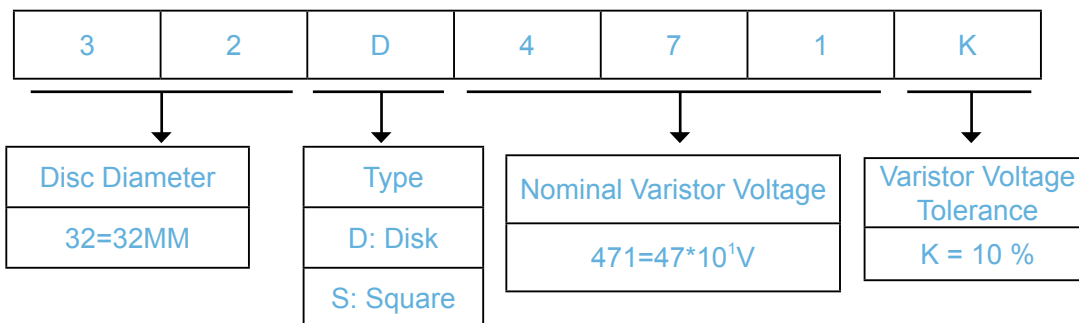 3 2 D 4 7 1 K
Disc Diameter
32=32MM
Type
D: Disk
S: Square
Nominal Varistor Voltage
471=47*10¹V
Varistor Voltage
Tolerance
K = 10 %